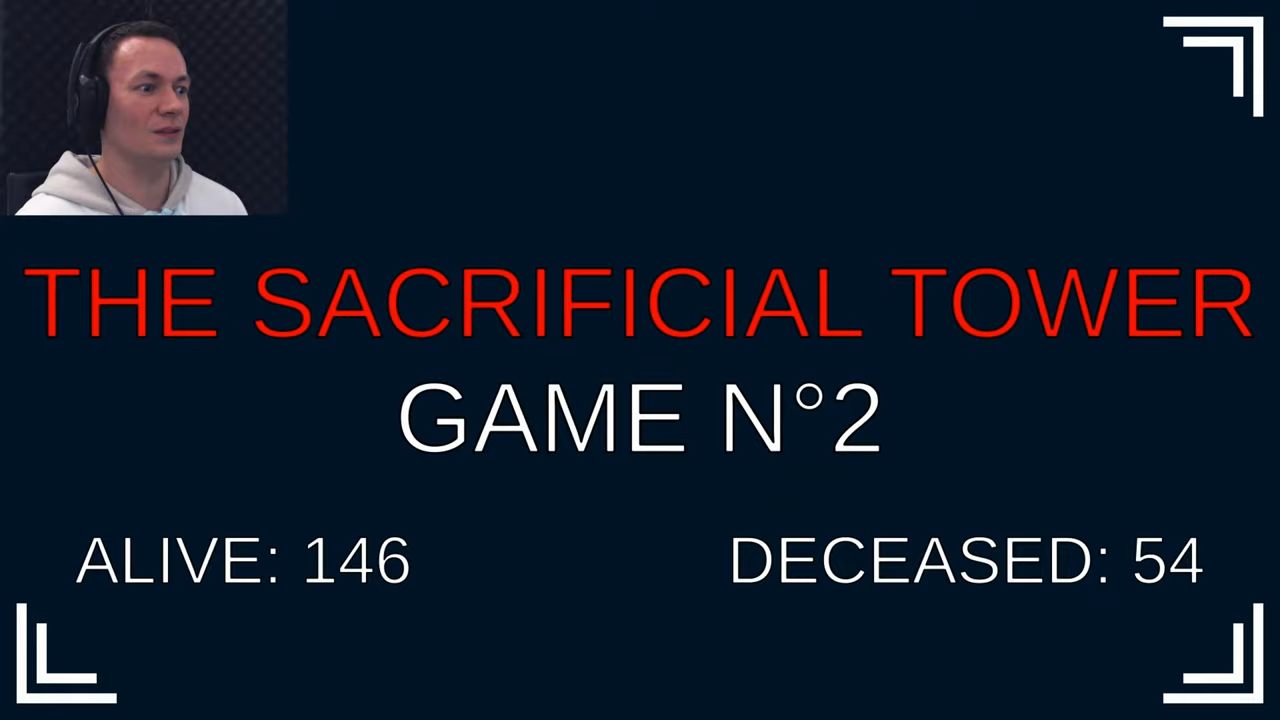 THE SACRIFICIAL TOWER
GAME N°2
ALIVE: 146
DECEASED: 54